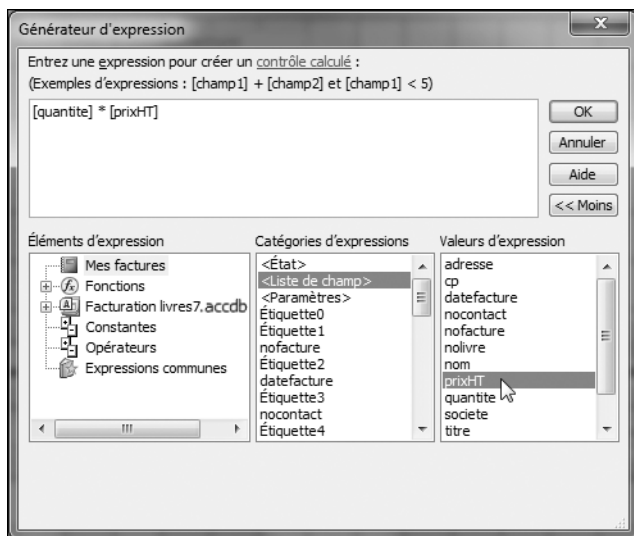 Générateur d'expression
Entrez une expression pour créer un contrôle calculé :
(Exemples d'expressions : [champ1] + [champ2] et [champ1] < 5)
[quantite] * [prixHT]
OK
Annuler
Aide
<< Moins
Éléments d'expression
Mes factures
Fonctions
Facturation livres7.accdb
Constantes
Opérateurs
Expressions communes
Catégories d'expressions
<État>
<Liste de champ>
<Paramètres>
Étiquette0
Étiquette1
nofacture
Étiquette2
datefacture
Étiquette3
nocontact
Étiquette4
Valeurs d'expression
adresse
cp
datefacture
nocontact
nofacture
nolivre
nom
prixHT
quantite
societe
titre